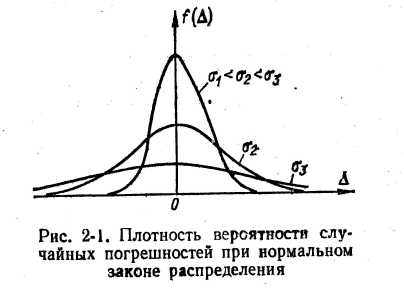 f(Δ)
σ₁<σ₂<σ₃
σ₂
σ₃
Δ
0
Рис. 2-1. Плотность вероятности слу-
чайных погрешностей при нормальном
законе распределения